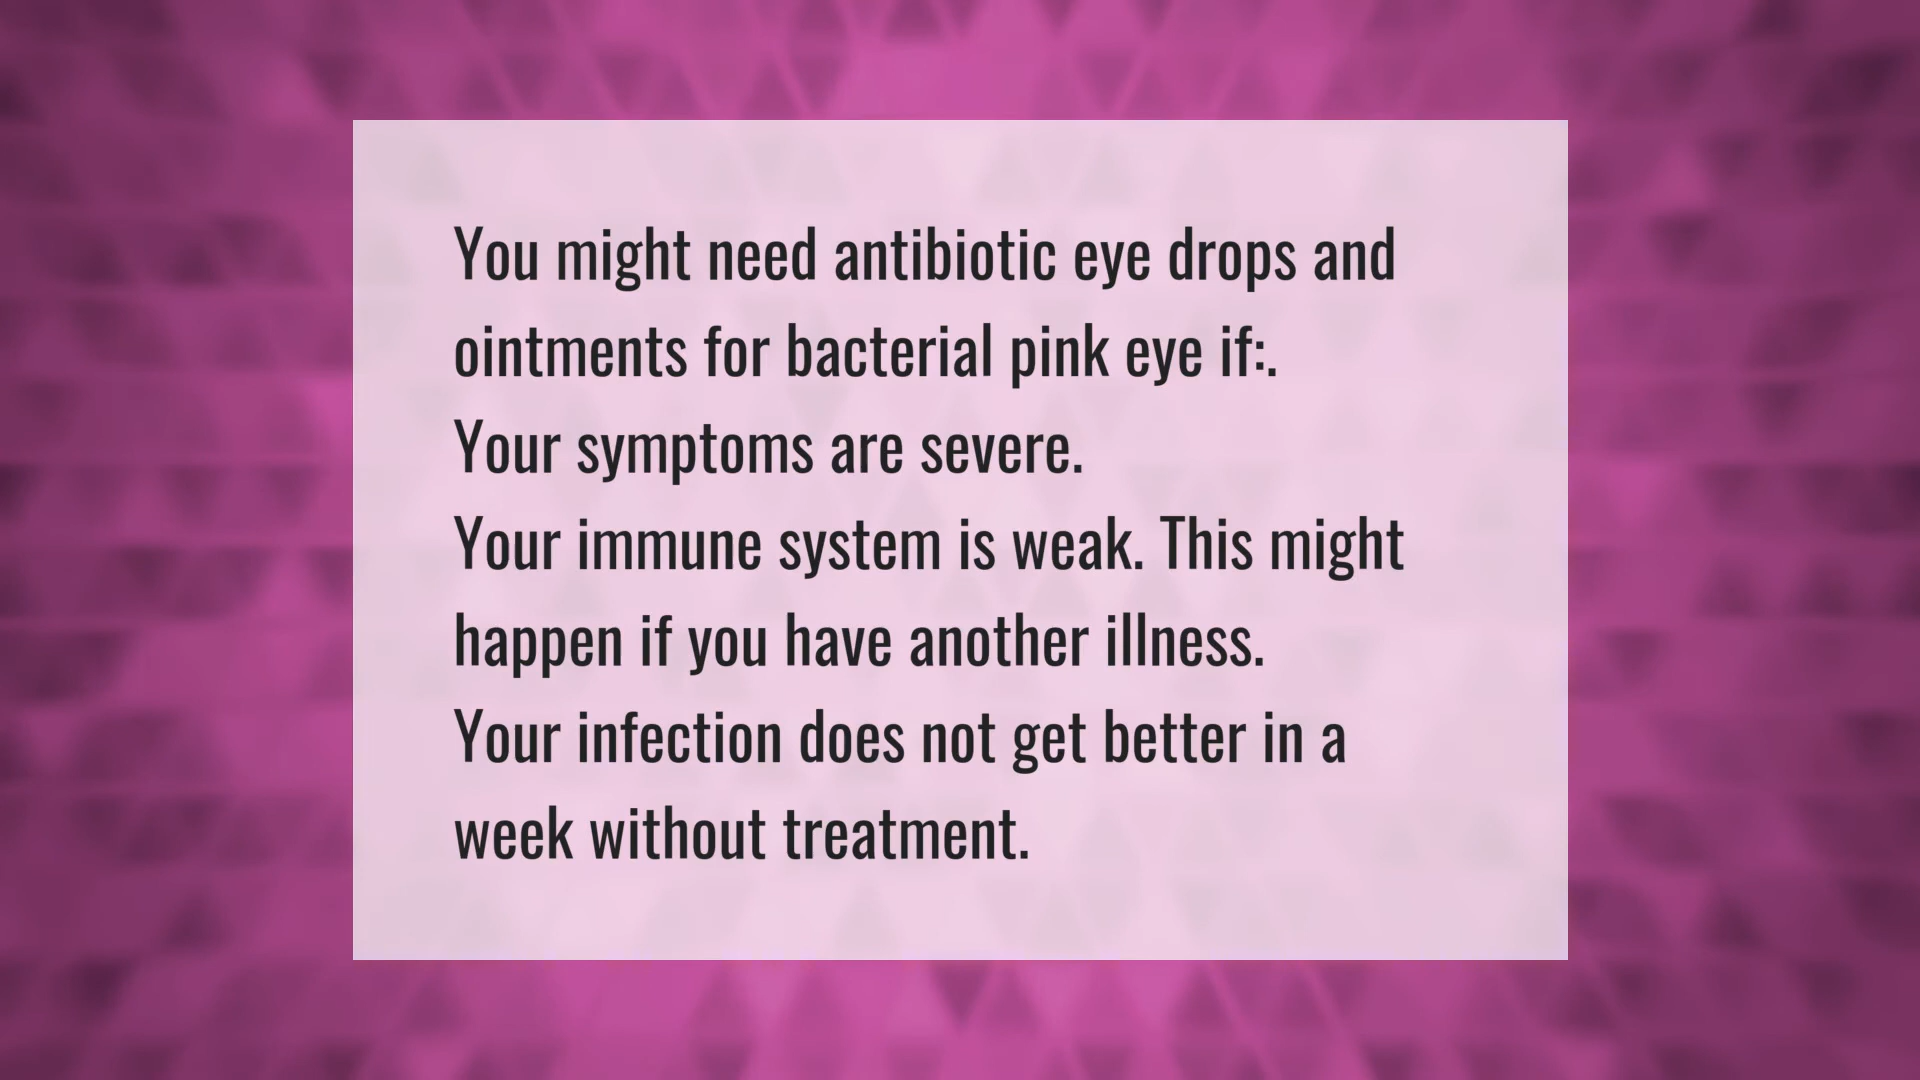 You might need antibiotic eye drops and
ointments for bacterial pink eye if:.
Your symptoms are severe.
Your immune system is weak. This might
happen if you have another illness.
Your infection does not get better in a
week without treatment.